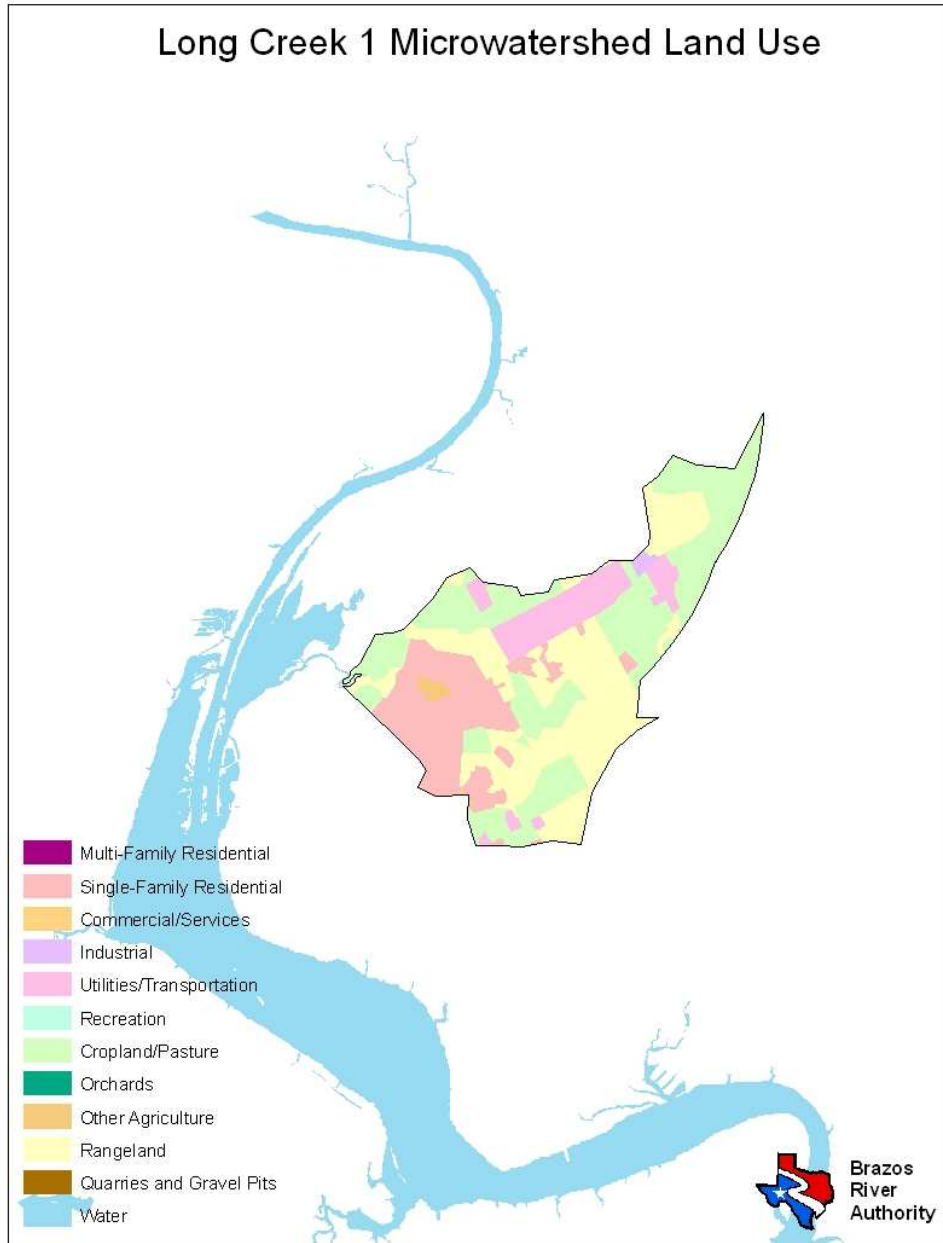 Long Creek 1 Microwatershed Land Use
Multi-Family Residential
Single-Family Residential
Commercial/Services
Industrial
Utilities/Transportation
Recreation
Cropland/Pasture
Orchards
Other Agriculture
Rangeland
Quarries and Gravel Pits
Water
Brazos
River
Authority